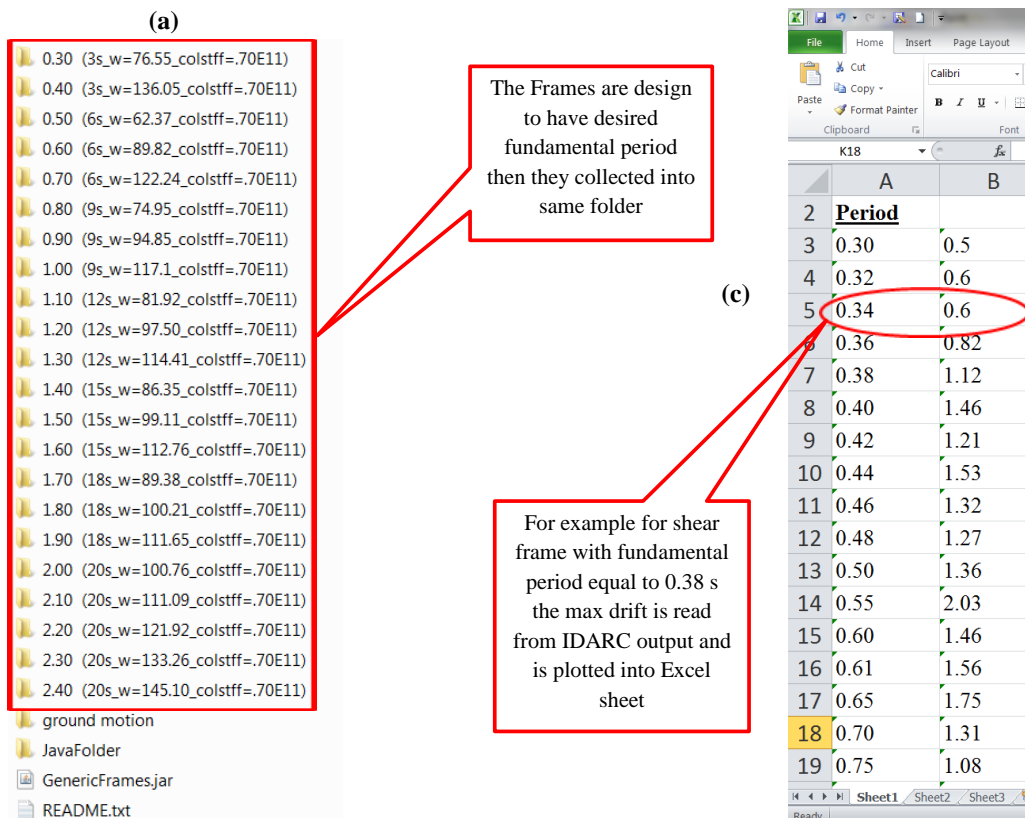 (a)
0.30 (3s_w=76.55_colstff=.70E11)
0.40 (3s_w=136.05_colstff=.70E11)
0.50 (6s_w=62.37_colstff=.70E11)
0.60 (6s_w=89.82_colstff=.70E11)
0.70 (6s_w=122.24_colstff=.70E11)
0.80 (9s_w=74.95_colstff=.70E11)
0.90 (9s_w=94.85_colstff=.70E11)
1.00 (9s_w=117.1_colstff=.70E11)
1.10 (12s_w=81.92_colstff=.70E11)
1.20 (12s_w=97.50_colstff=.70E11)
1.30 (12s_w=114.41_colstff=.70E11)
1.40 (15s_w=86.35_colstff=.70E11)
1.50 (15s_w=99.11_colstff=.70E11)
1.60 (15s_w=112.76_colstff=.70E11)
1.70 (18s_w=89.38_colstff=.70E11)
1.80 (18s_w=100.21_colstff=.70E11)
1.90 (18s_w=111.65_colstff=.70E11)
2.00 (20s_w=100.76_colstff=.70E11)
2.10 (20s_w=111.09_colstff=.70E11)
2.20 (20s_w=121.92_colstff=.70E11)
2.30 (20s_w=133.26_colstff=.70E11)
2.40 (20s_w=145.10_colstff=.70E11)
ground motion
JavaFolder
GenericFrames.jar
README.txt
The Frames are design
to have desired
fundamental period
then they collected into
same folder
(c)
For example for shear
frame with fundamental
period equal to 0.38 s
the max drift is read
from IDARC output and
is plotted into Excel
sheet
File Home Insert Page Layout
Paste
Cut
Copy
Format Painter
Clipboard
Calibri
B I U
Font
K18 fx
A B
2 Period
3 0.30 0.5
4 0.32 0.6
5 0.34 0.6
6 0.36 0.82
7 0.38 1.12
8 0.40 1.46
9 0.42 1.21
10 0.44 1.53
11 0.46 1.32
12 0.48 1.27
13 0.50 1.36
14 0.55 2.03
15 0.60 1.46
16 0.61 1.56
17 0.65 1.75
18 0.70 1.31
19 0.75 1.08
Sheet1 Sheet2 Sheet3
Ready